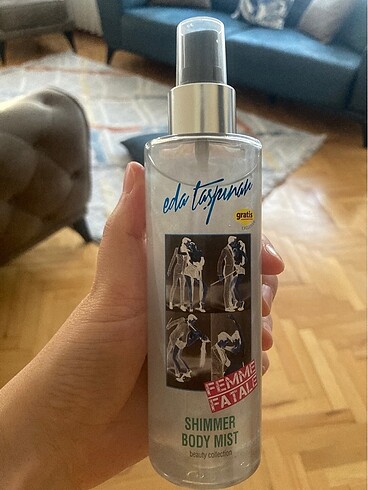 eda taşpınar
gratis
FEMME
FATALE
SHIMMER
BODY MIST
beauty collection